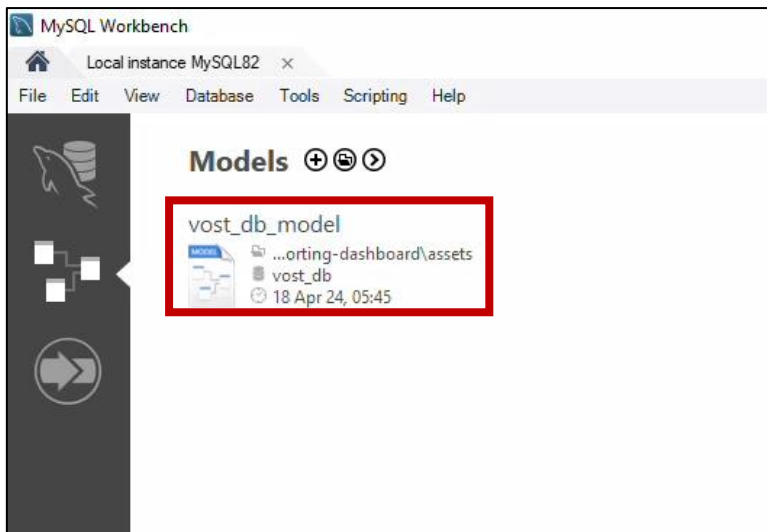 MySQL Workbench
Local instance MySQL82 ×
File Edit View Database Tools Scripting Help
Models
vost_db_model
MODEL
...orting-dashboard\assets
vost_db
18 Apr 24, 05:45